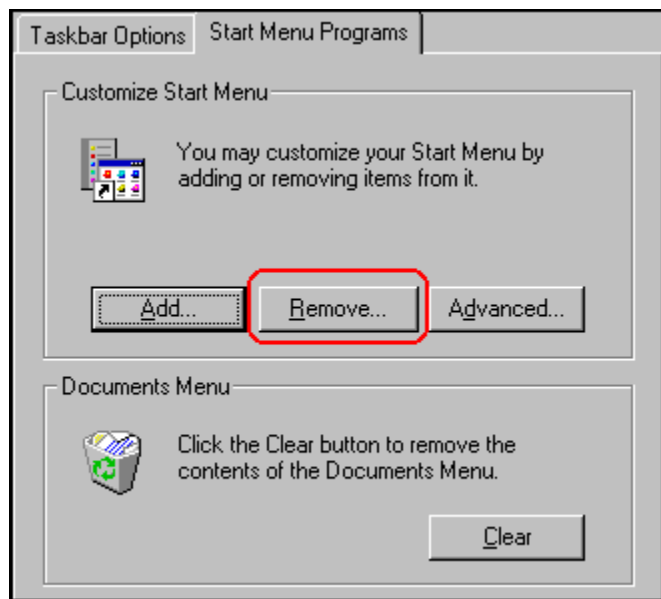 Taskbar Options Start Menu Programs
Customize Start Menu
You may customize your Start Menu by
adding or removing items from it.
Add... Remove... Advanced...
Documents Menu
Click the Clear button to remove the
contents of the Documents Menu.
Clear